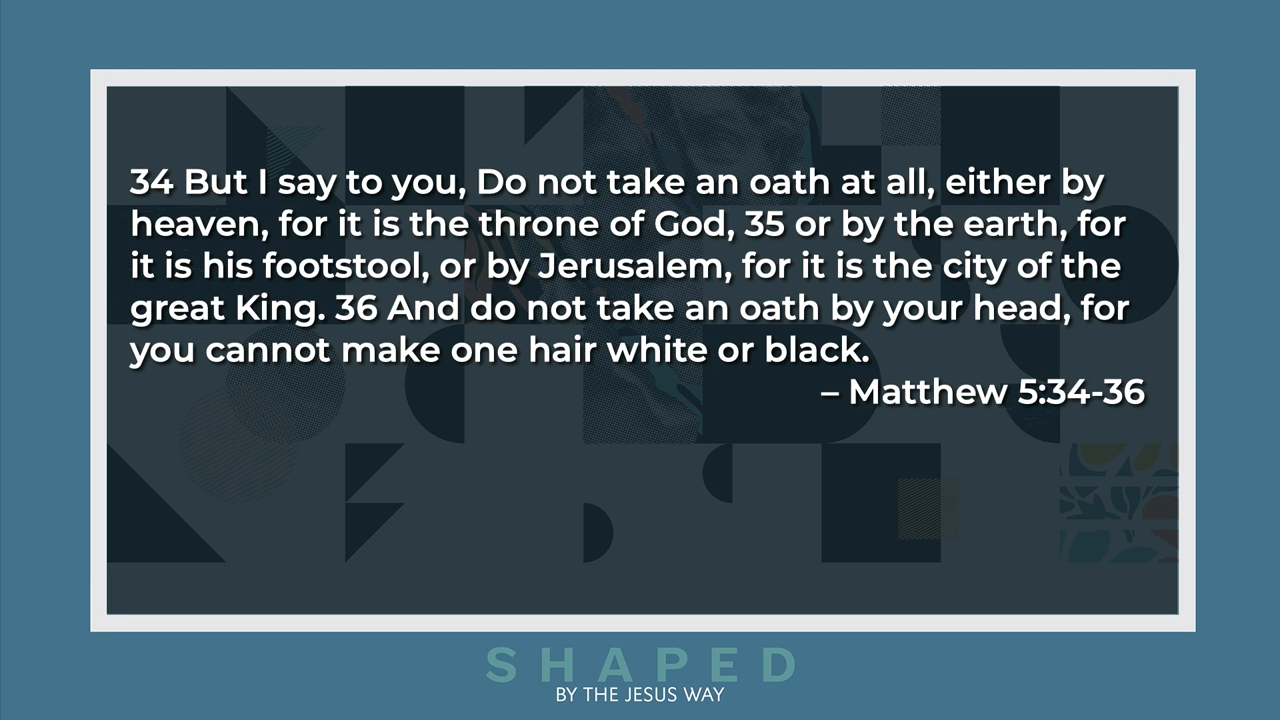 34 But I say to you, Do not take an oath at all, either by
heaven, for it is the throne of God, 35 or by the earth, for
it is his footstool, or by Jerusalem, for it is the city of the
great King. 36 And do not take an oath by your head, for
you cannot make one hair white or black.
– Matthew 5:34-36
SHAPED
BY THE JESUS WAY